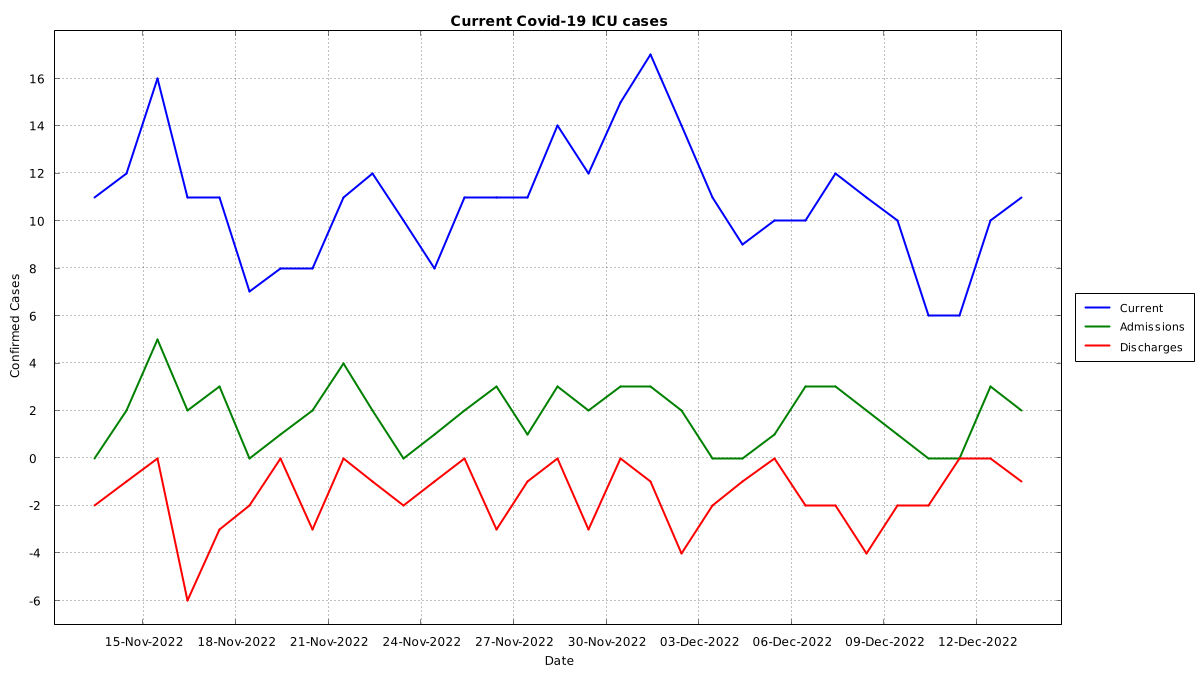 Current Covid-19 ICU cases
Confirmed Cases
16
14
12
10
8
6
4
2
0
-2
-4
-6
15-Nov-2022 18-Nov-2022 21-Nov-2022 24-Nov-2022 27-Nov-2022 30-Nov-2022 03-Dec-2022 06-Dec-2022 09-Dec-2022 12-Dec-2022
Date
Current
Admissions
Discharges